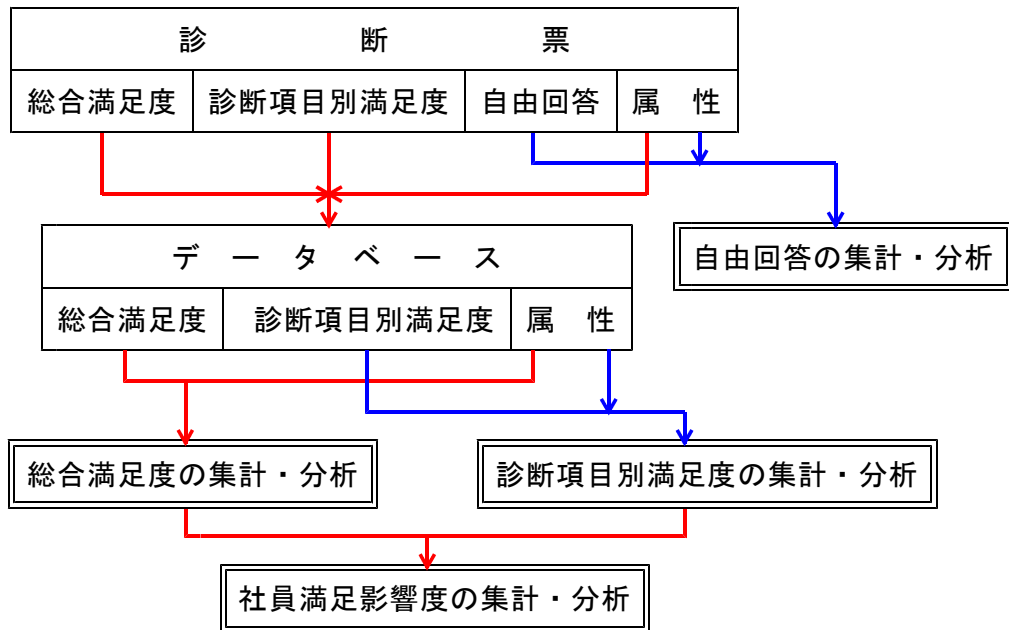 診断票
総合満足度 診断項目別満足度 自由回答 属性
データベース
自由回答の集計・分析
総合満足度 診断項目別満足度 属性
総合満足度の集計・分析 診断項目別満足度の集計・分析
社員満足影響度の集計・分析